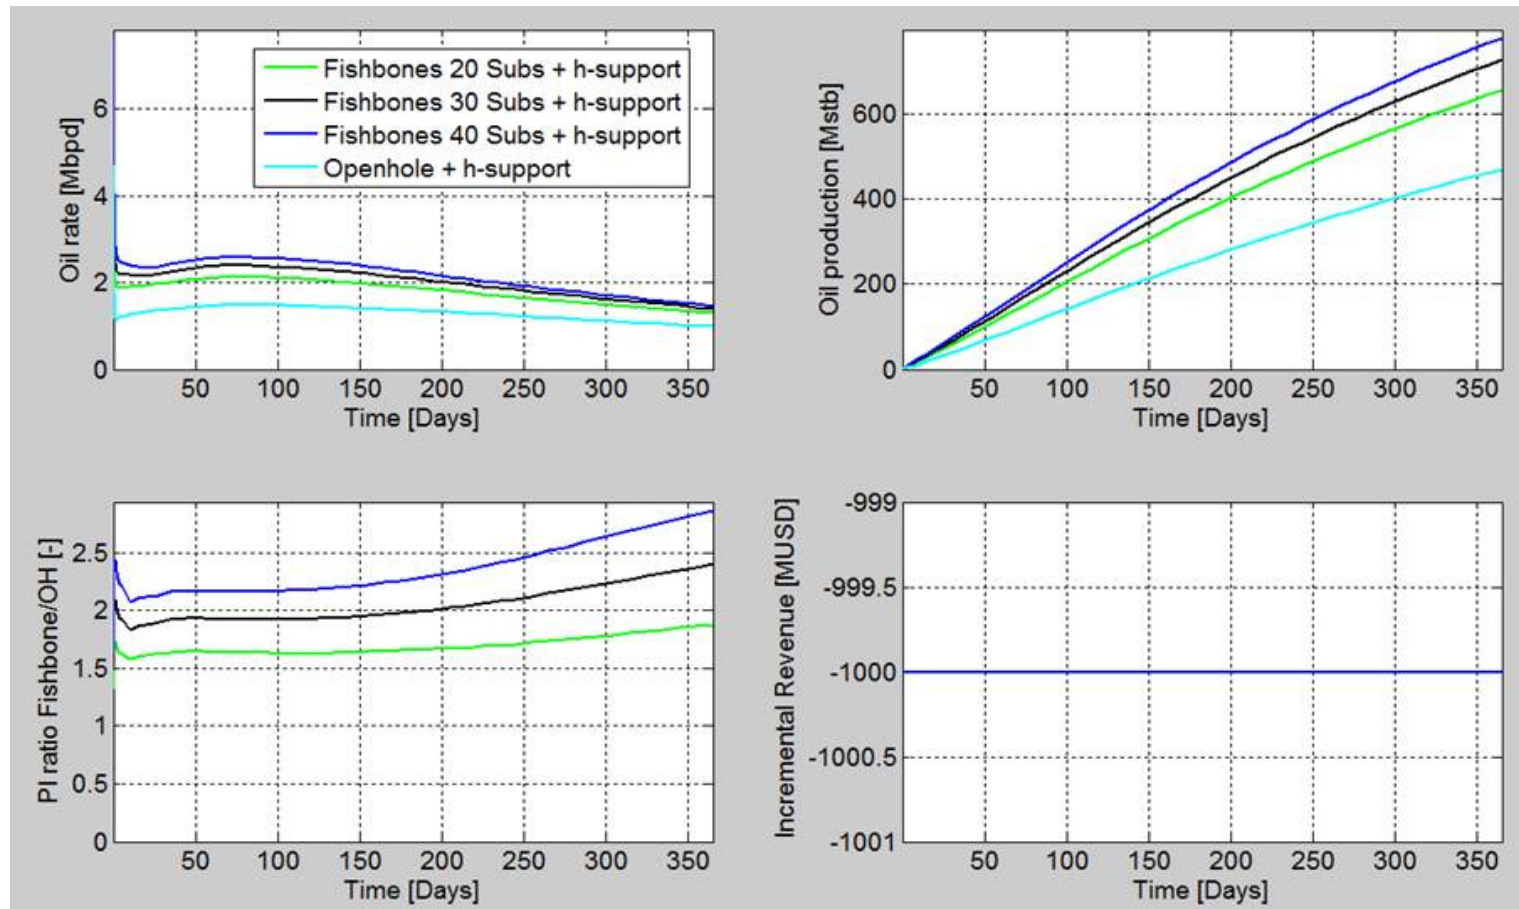 Oil rate [Mbpd]
6
4
2
0
Fishbones 20 Subs + h-support
Fishbones 30 Subs + h-support
Fishbones 40 Subs + h-support
Openhole + h-support
50 100 150 200 250 300 350
Time [Days]
Oil production [Mstb]
600
400
200
0
50 100 150 200 250 300 350
Time [Days]
PI ratio Fishbone/OH [-]
2.5
2
1.5
1
0.5
0
50 100 150 200 250 300 350
Time [Days]
Incremental Revenue [MUSD]
-999
-999.5
-1000
-1000.5
-1001
50 100 150 200 250 300 350
Time [Days]